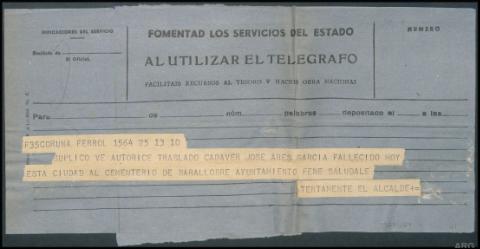 INDICACIONES DEL SERVICIO
FOMENTAD LOS SERVICIOS DEL ESTADO
NUMERO
Recibido de
El Oficial,
AL UTILIZAR EL TELEGRAFO
FACILITAIS RECURSOS AL TESORO Y HACEIS OBRA NACIONAL
Para de núm. palabras depositado el a las
F35CORUNA FERROL 1564 25 13 10
SUPLICO VE AUTORICE TRASLADO CADAVER JOSE ARES GARCIA FALLECIDO HOY
ESTA CIUDAD AL CEMENTERIO DE MARALLOBRE AYUNTAMIENTO FENE SALUDALE
TENTAMENTE EL ALCALDE+=
ARG